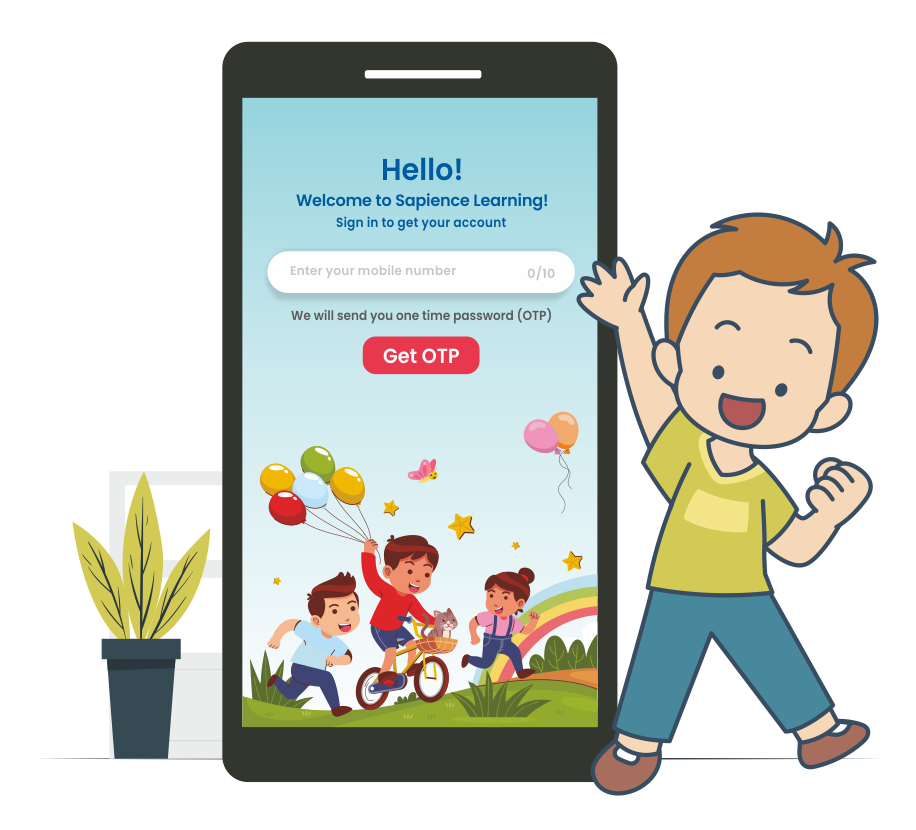 Hello!
Welcome to Sapience Learning!
Sign in to get your account
Enter your mobile number 0/10
We will send you one time password (OTP)
Get OTP